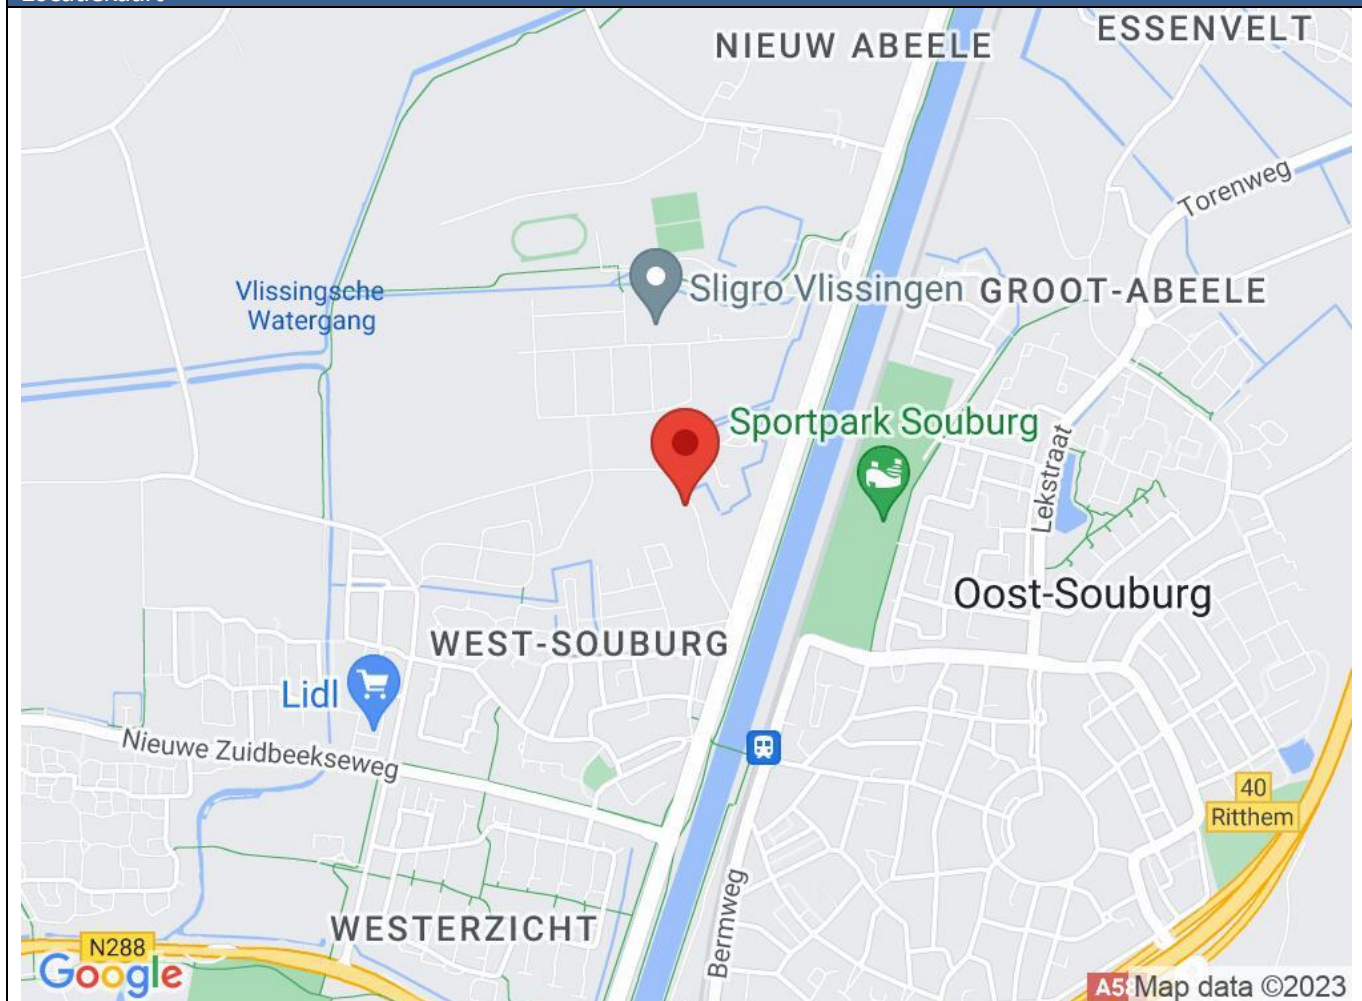 ESSENVELT
NIEUW ABEELE
Torenweg
Vlissingsche
Watergang
Sligro Vlissingen
GROOT-ABEELE
Sportpark Souburg
Lekstraat
Oost-Souburg
WEST-SOUBURG
Lidl
Nieuwe Zuidbeekseweg
40
Ritthem
Bermweg
WESTERZICHT
N288
Google
Map data ©2023